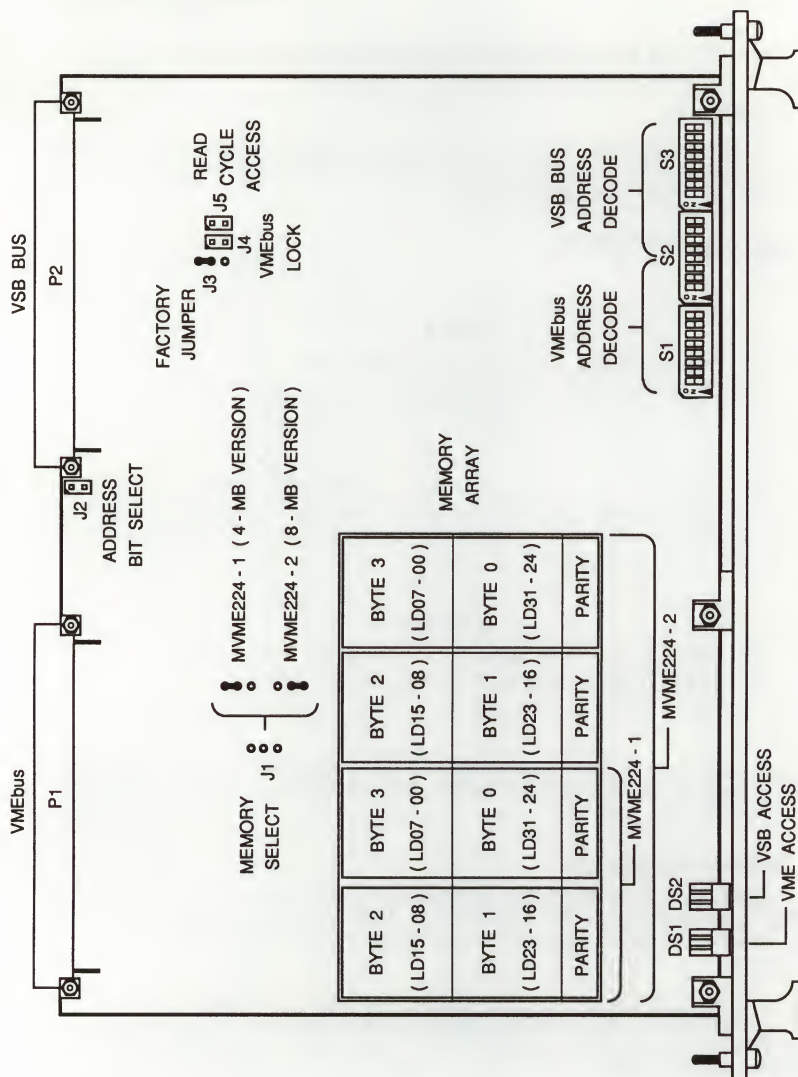 VMEbus
P1
VSB BUS
P2
J2
ADDRESS
BIT SELECT
FACTORY
JUMPER
J3
READ
CYCLE
ACCESS
J5
J4
VMEbus
LOCK
MEMORY
SELECT
J1
MVME224 - 1 ( 4 - MB VERSION )
MVME224 - 2 ( 8 - MB VERSION )
BYTE 2
( LD15 - 08 )
BYTE 3
( LD07 - 00 )
BYTE 2
( LD15 - 08 )
BYTE 3
( LD07 - 00 )
BYTE 1
( LD23 - 16 )
BYTE 0
( LD31 - 24 )
BYTE 1
( LD23 - 16 )
BYTE 0
( LD31 - 24 )
PARITY
PARITY
PARITY
PARITY
MEMORY
ARRAY
MVME224 - 1
MVME224 - 2
VMEbus
ADDRESS
DECODE
VSB BUS
ADDRESS
DECODE
S1
S2
S3
ON
ON
ON
DS1
DS2
VSB ACCESS
VME ACCESS